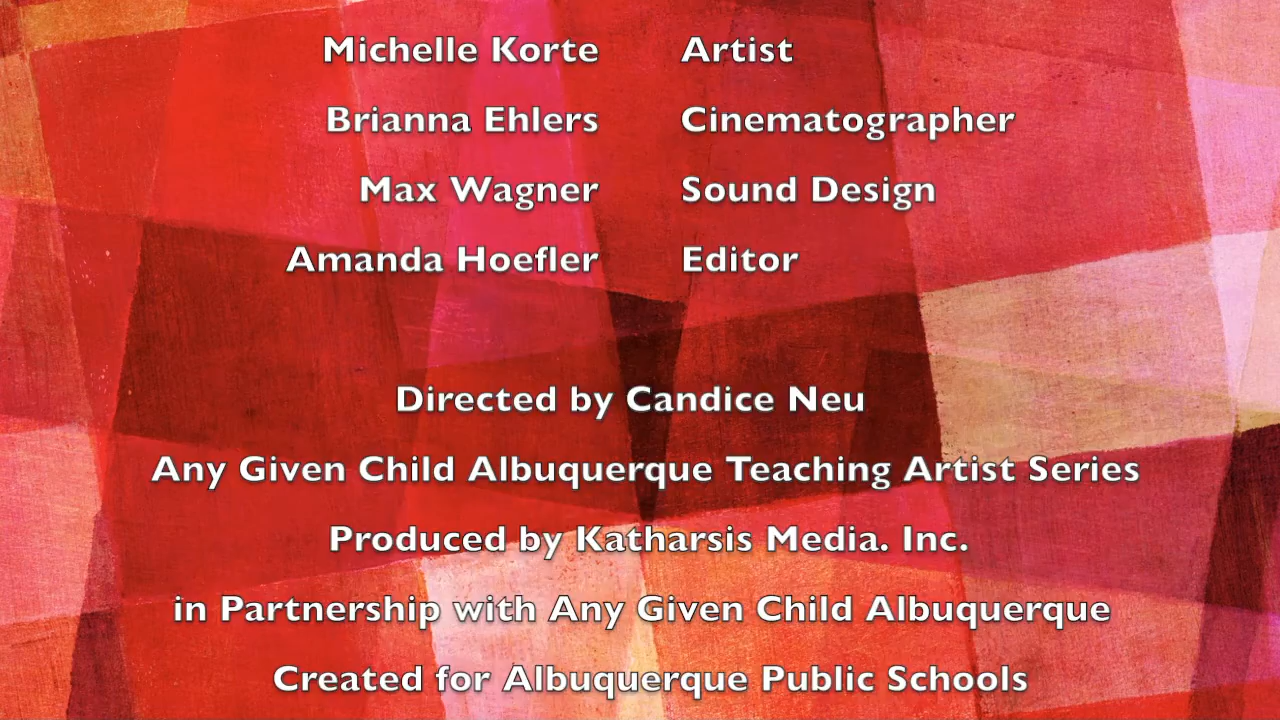 Michelle Korte Artist
Brianna Ehlers Cinematographer
Max Wagner Sound Design
Amanda Hoefler Editor
Directed by Candice Neu
Any Given Child Albuquerque Teaching Artist Series
Produced by Katharsis Media. Inc.
in Partnership with Any Given Child Albuquerque
Created for Albuquerque Public Schools